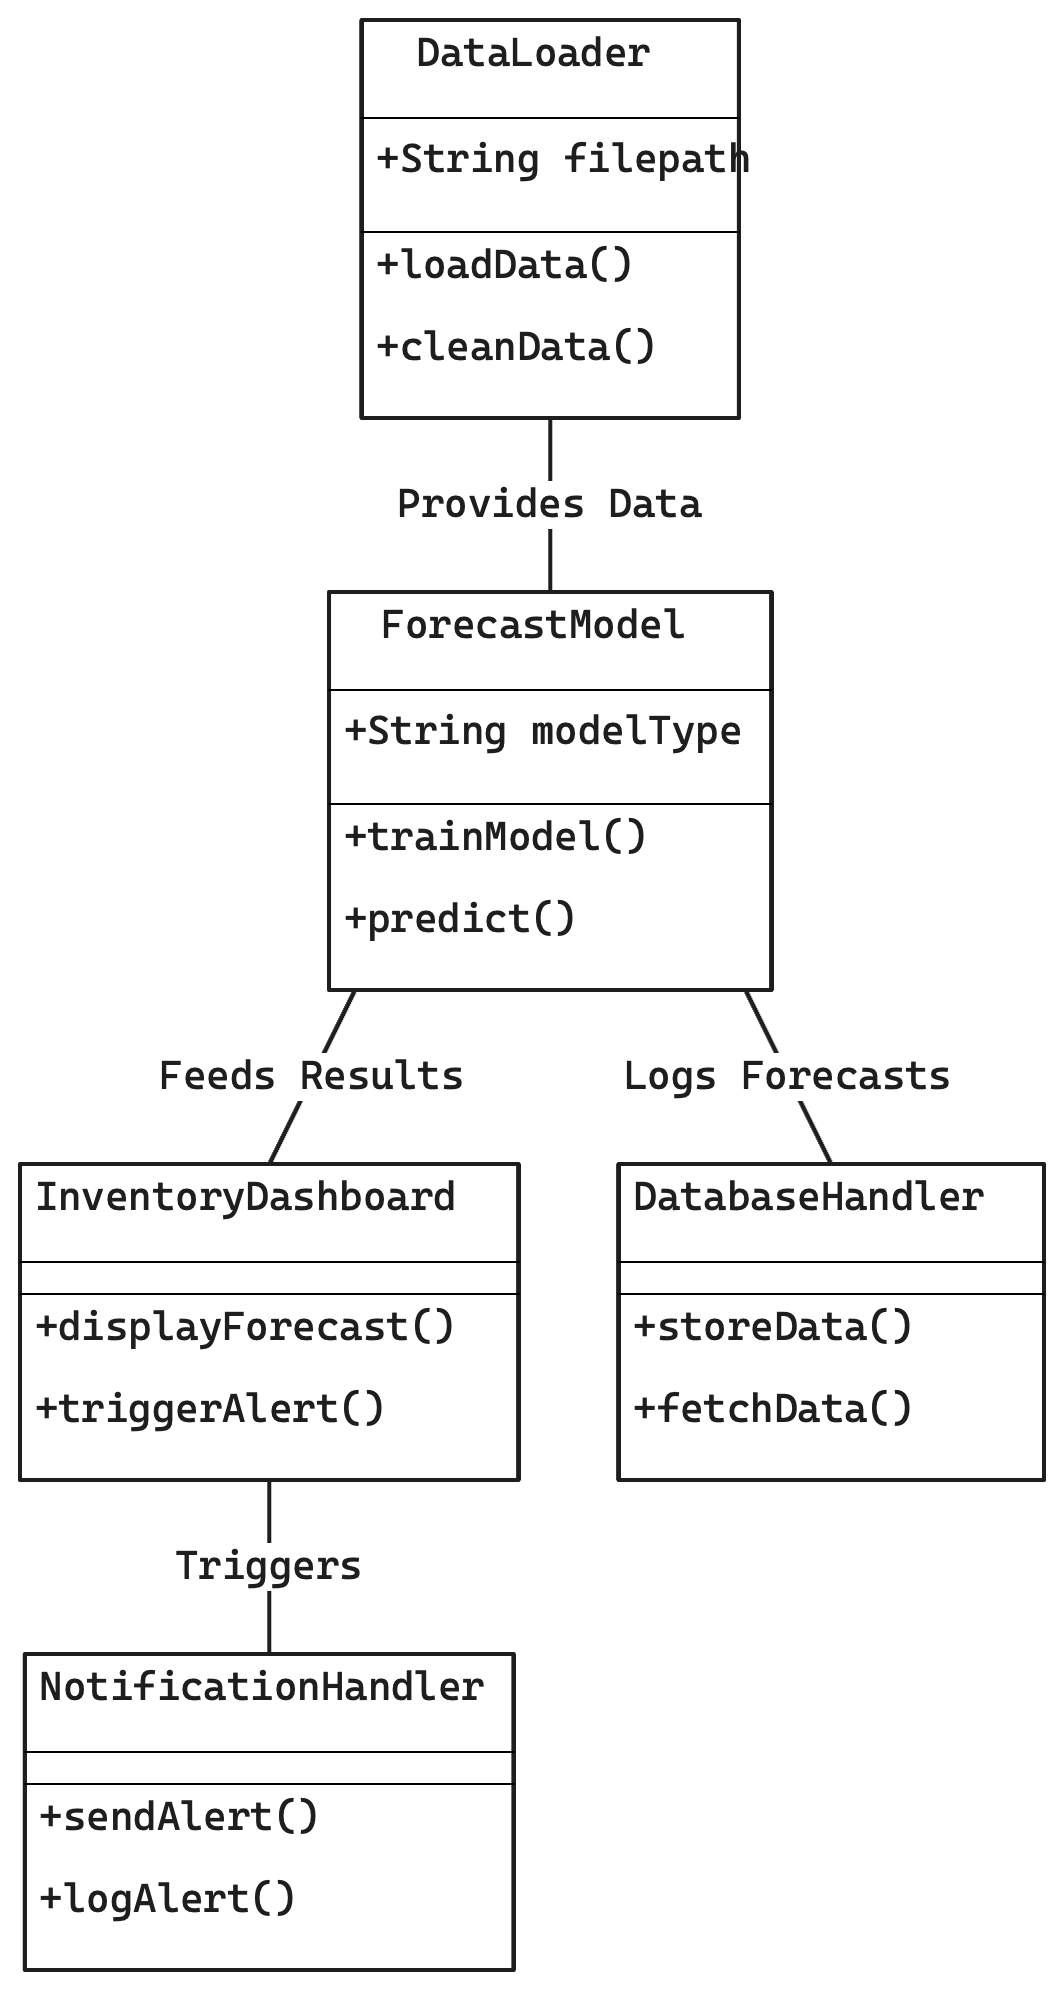 DataLoader
+String filepath
+loadData()
+cleanData()
Provides Data
ForecastModel
+String modelType
+trainModel()
+predict()
Feeds Results
Logs Forecasts
InventoryDashboard
+displayForecast()
+triggerAlert()
DatabaseHandler
+storeData()
+fetchData()
Triggers
NotificationHandler
+sendAlert()
+logAlert()